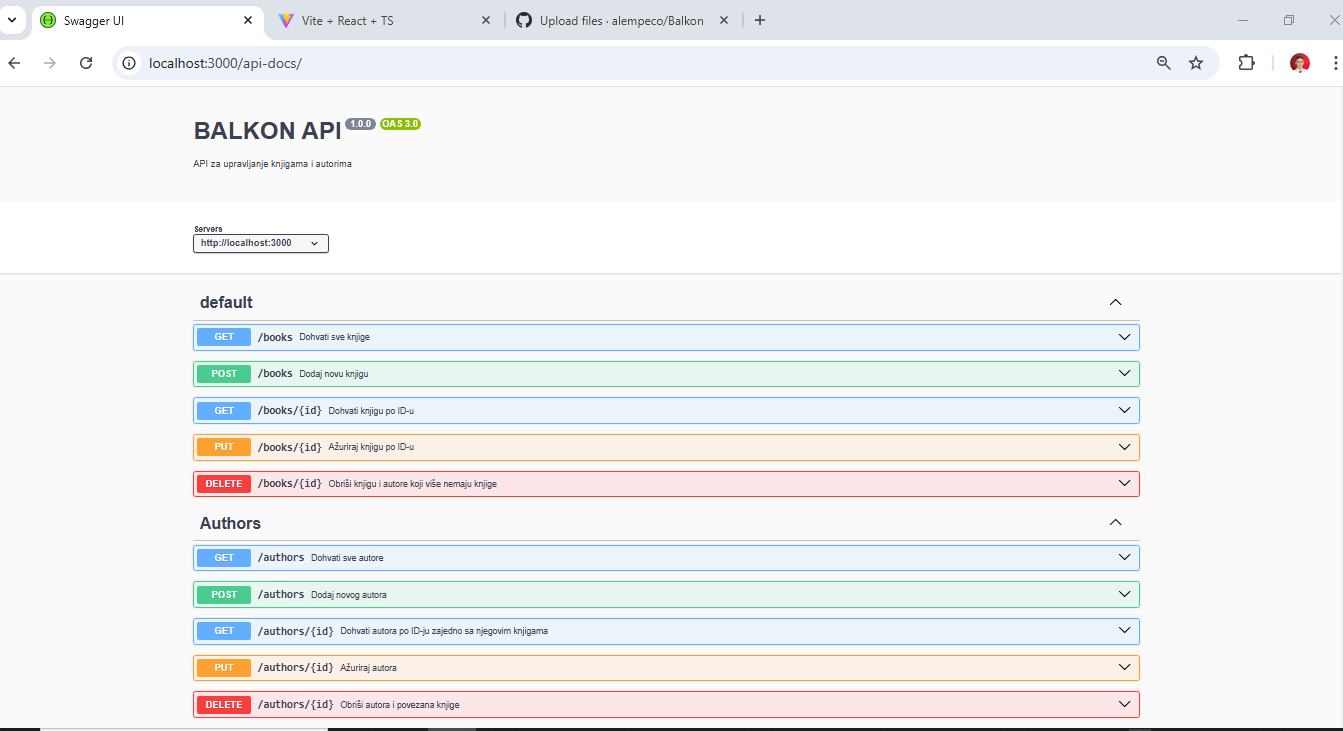 Swagger UI
Vite + React + TS
Upload files · alempeco/Balkon
localhost:3000/api-docs/
BALKON API 1.0.0 OAS 3.0
API za upravljanje knjigama i autorima
Servers
http://localhost:3000
default
GET /books Dohvati sve knjige
POST /books Dodaj novu knjigu
GET /books/{id} Dohvati knjigu po ID-u
PUT /books/{id} Ažuriraj knjigu po ID-u
DELETE /books/{id} Obriši knjigu i autore koji više nemaju knjige
Authors
GET /authors Dohvati sve autore
POST /authors Dodaj novog autora
GET /authors/{id} Dohvati autora po ID-ju zajedno sa njegovim knjigama
PUT /authors/{id} Ažuriraj autora
DELETE /authors/{id} Obriši autora i povezana knjige